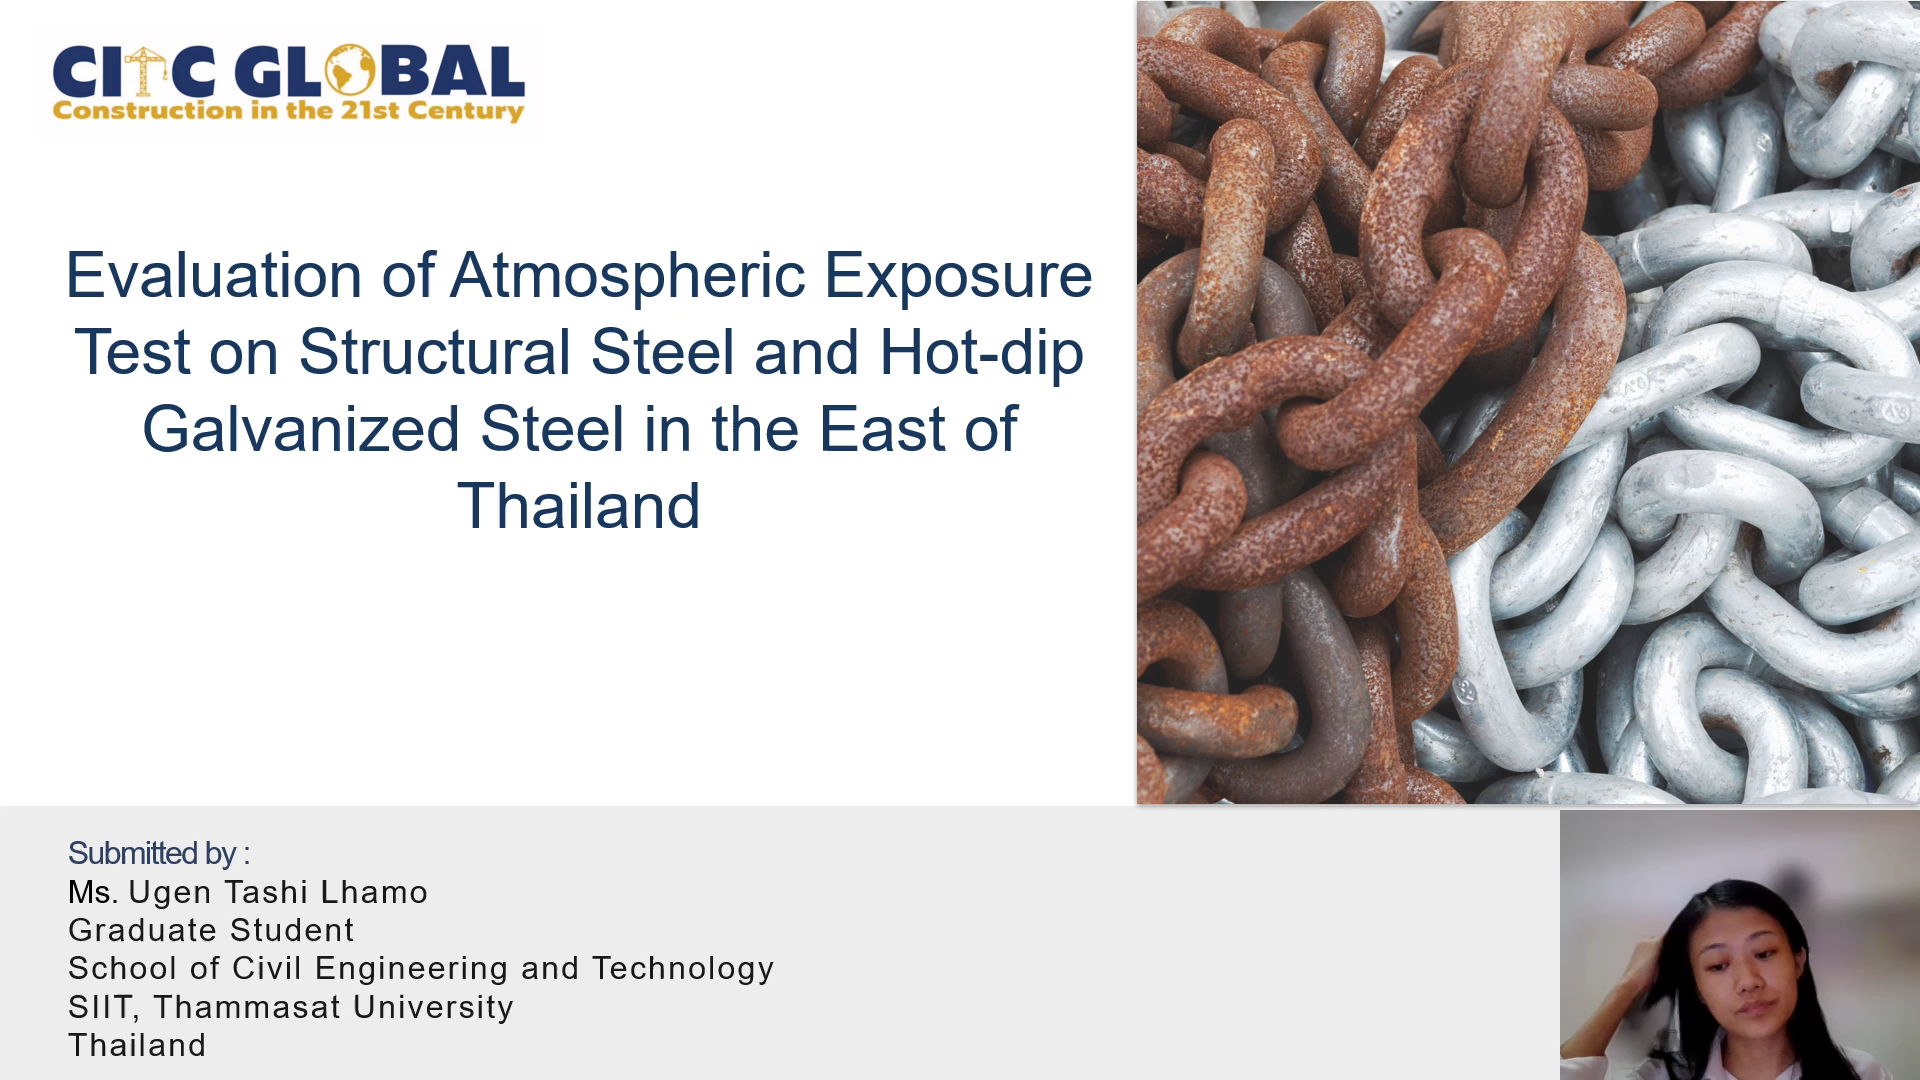 CITC GLOBAL
Construction in the 21st Century
Evaluation of Atmospheric Exposure
Test on Structural Steel and Hot-dip
Galvanized Steel in the East of
Thailand
Submitted by :
Ms. Ugen Tashi Lhamo
Graduate Student
School of Civil Engineering and Technology
SIIT, Thammasat University
Thailand